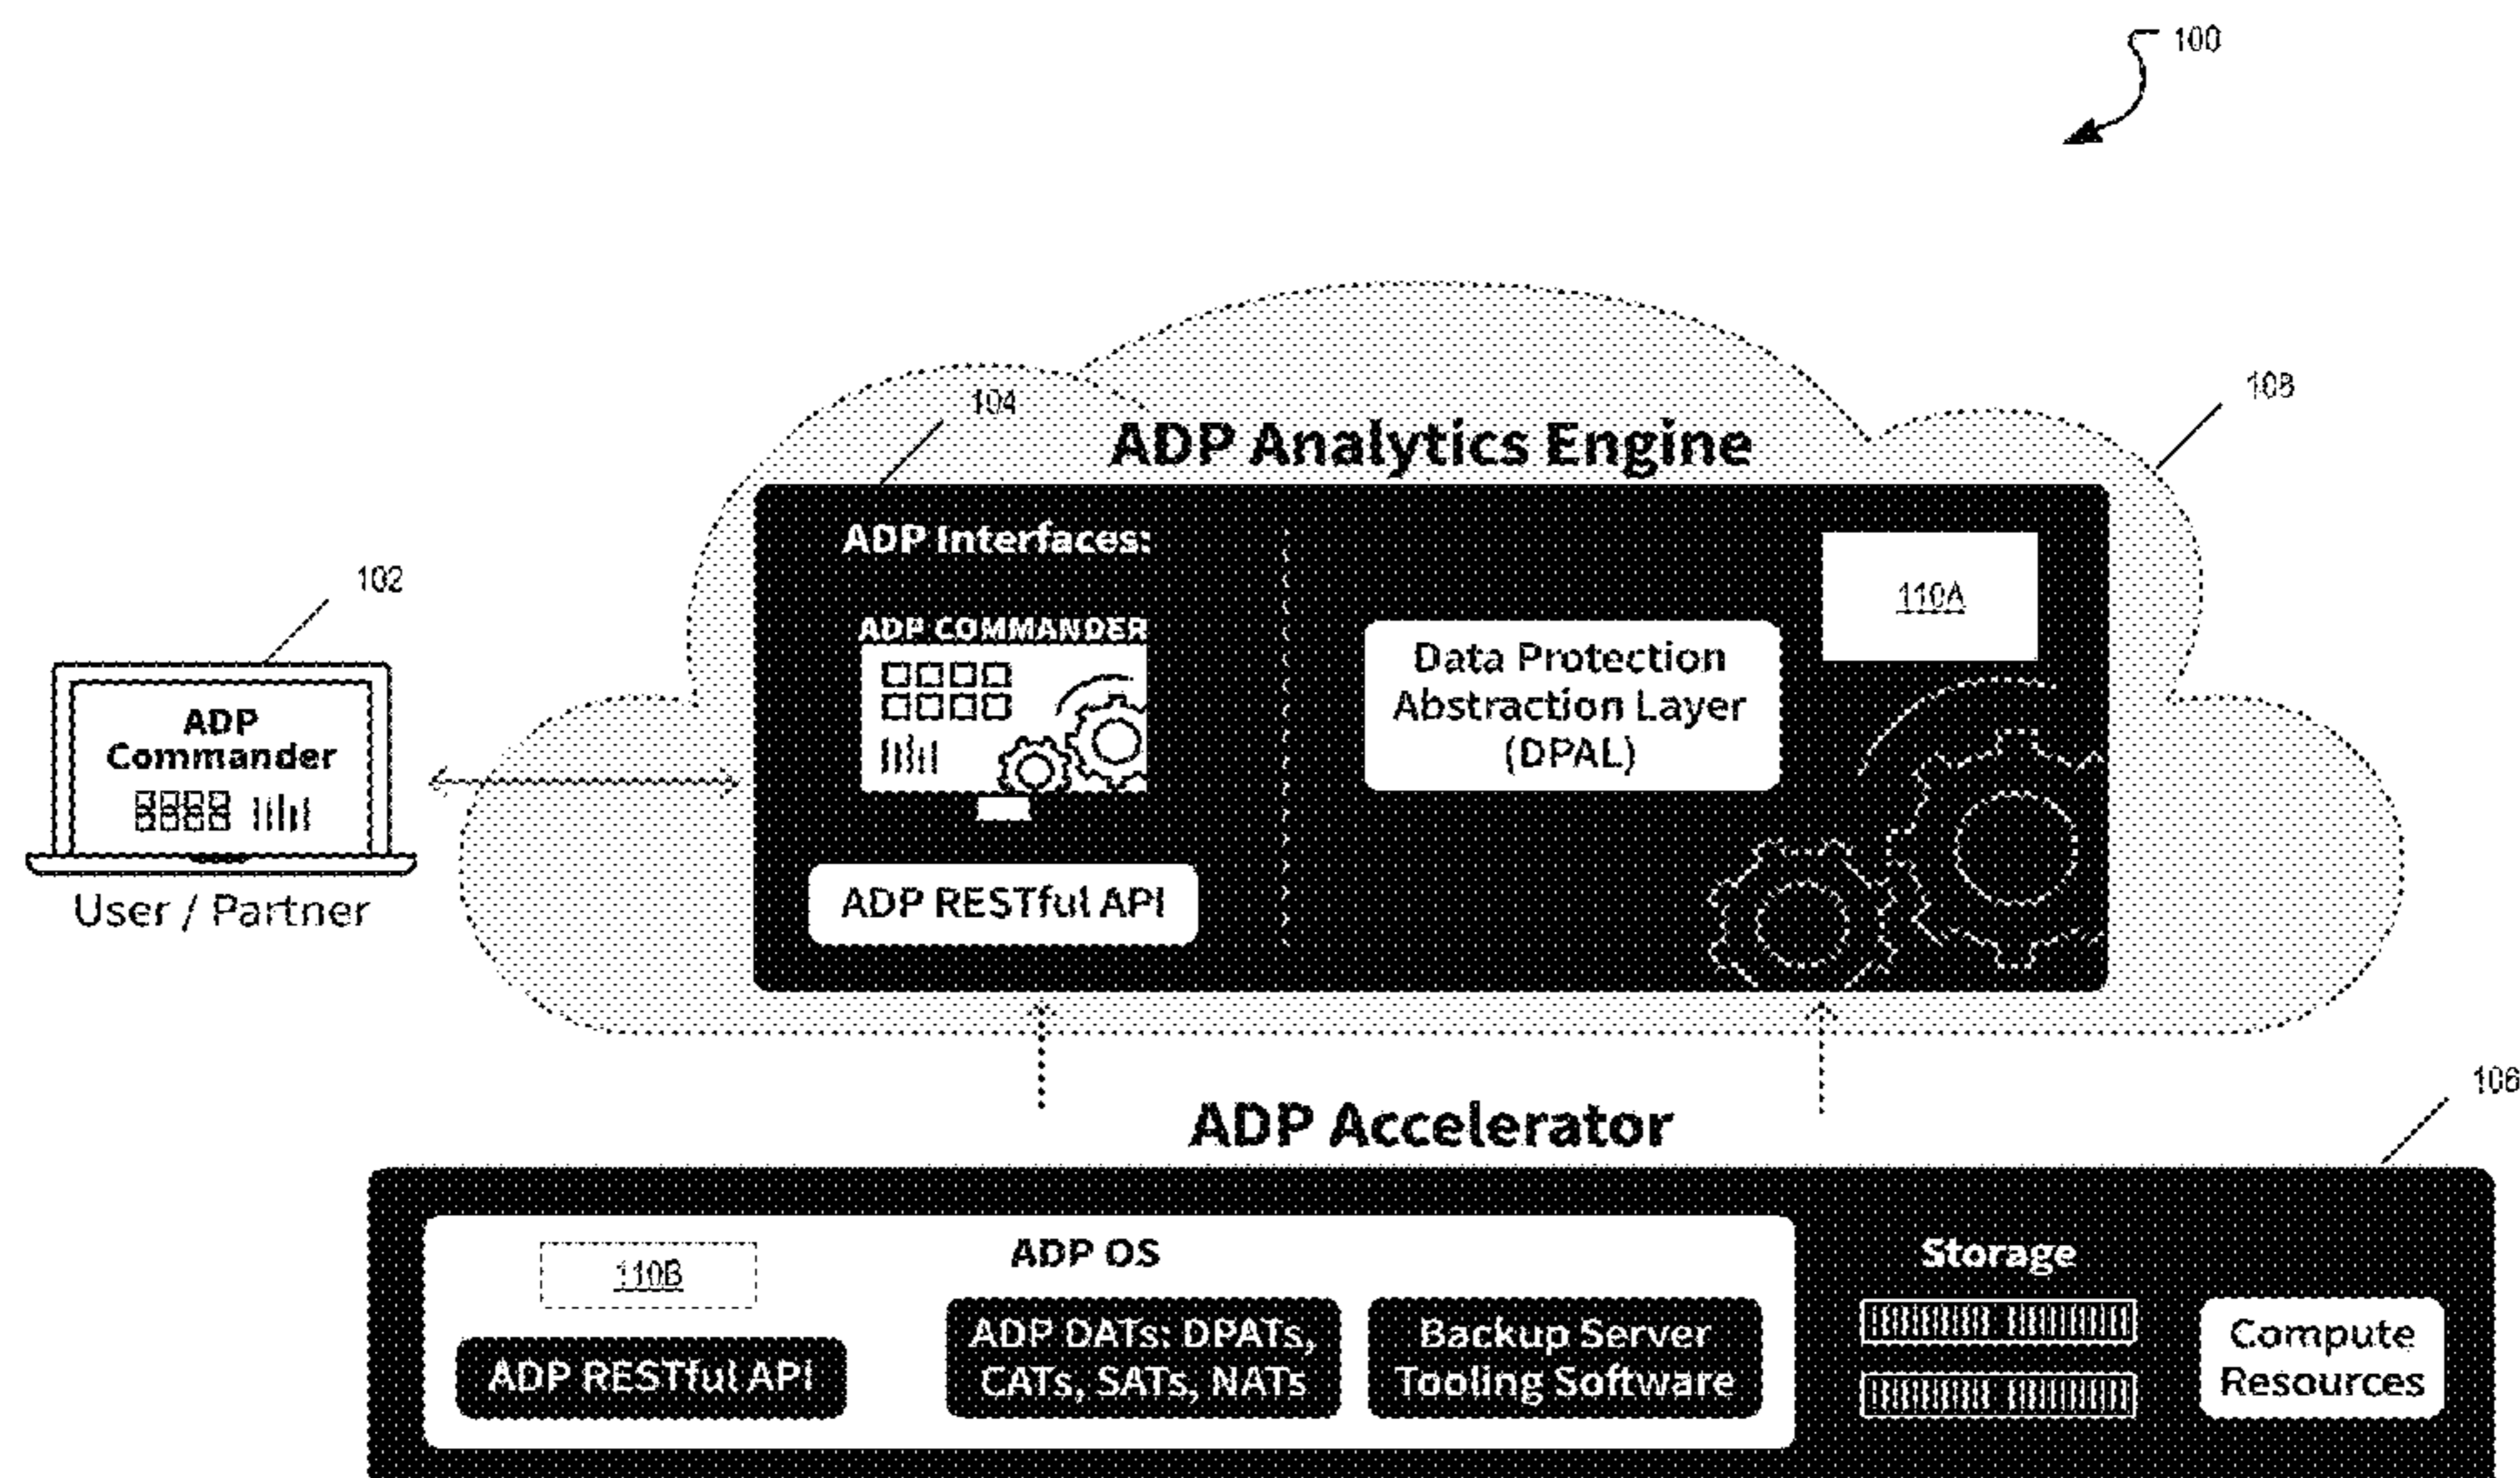 100
108
104
ADP Analytics Engine
ADP Interfaces:
110A
102
ADP COMMANDER
Data Protection
Abstraction Layer
(DPAL)
ADP
Commander
User / Partner
ADP RESTful API
106
ADP Accelerator
110B
ADP OS
Storage
ADP RESTful API
ADP DATs: DPATs,
CATs, SATs, NATs
Backup Server
Tooling Software
Compute
Resources